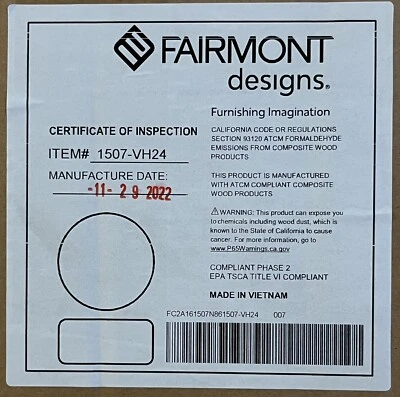 FAIRMONT
designs®
Furnishing Imagination
CERTIFICATE OF INSPECTION
ITEM# 1507-VH24
MANUFACTURE DATE:
-11- 2 9 2022
CALIFORNIA CODE OR REGULATIONS
SECTION 93120 ATCM FORMALDEHYDE
EMISSIONS FROM COMPOSITE WOOD
PRODUCTS
THIS PRODUCT IS MANUFACTURED
WITH ATCM COMPLIANT COMPOSITE
WOOD PRODUCTS
⚠WARNING: This product can expose you
to chemicals including wood dust, which is
known to the State of California to cause
cancer. For more information, go to
www.P65Warnings.ca.gov
COMPLIANT PHASE 2
EPA TSCA TITLE VI COMPLIANT
MADE IN VIETNAM
FC2A161507N861507-VH24 007